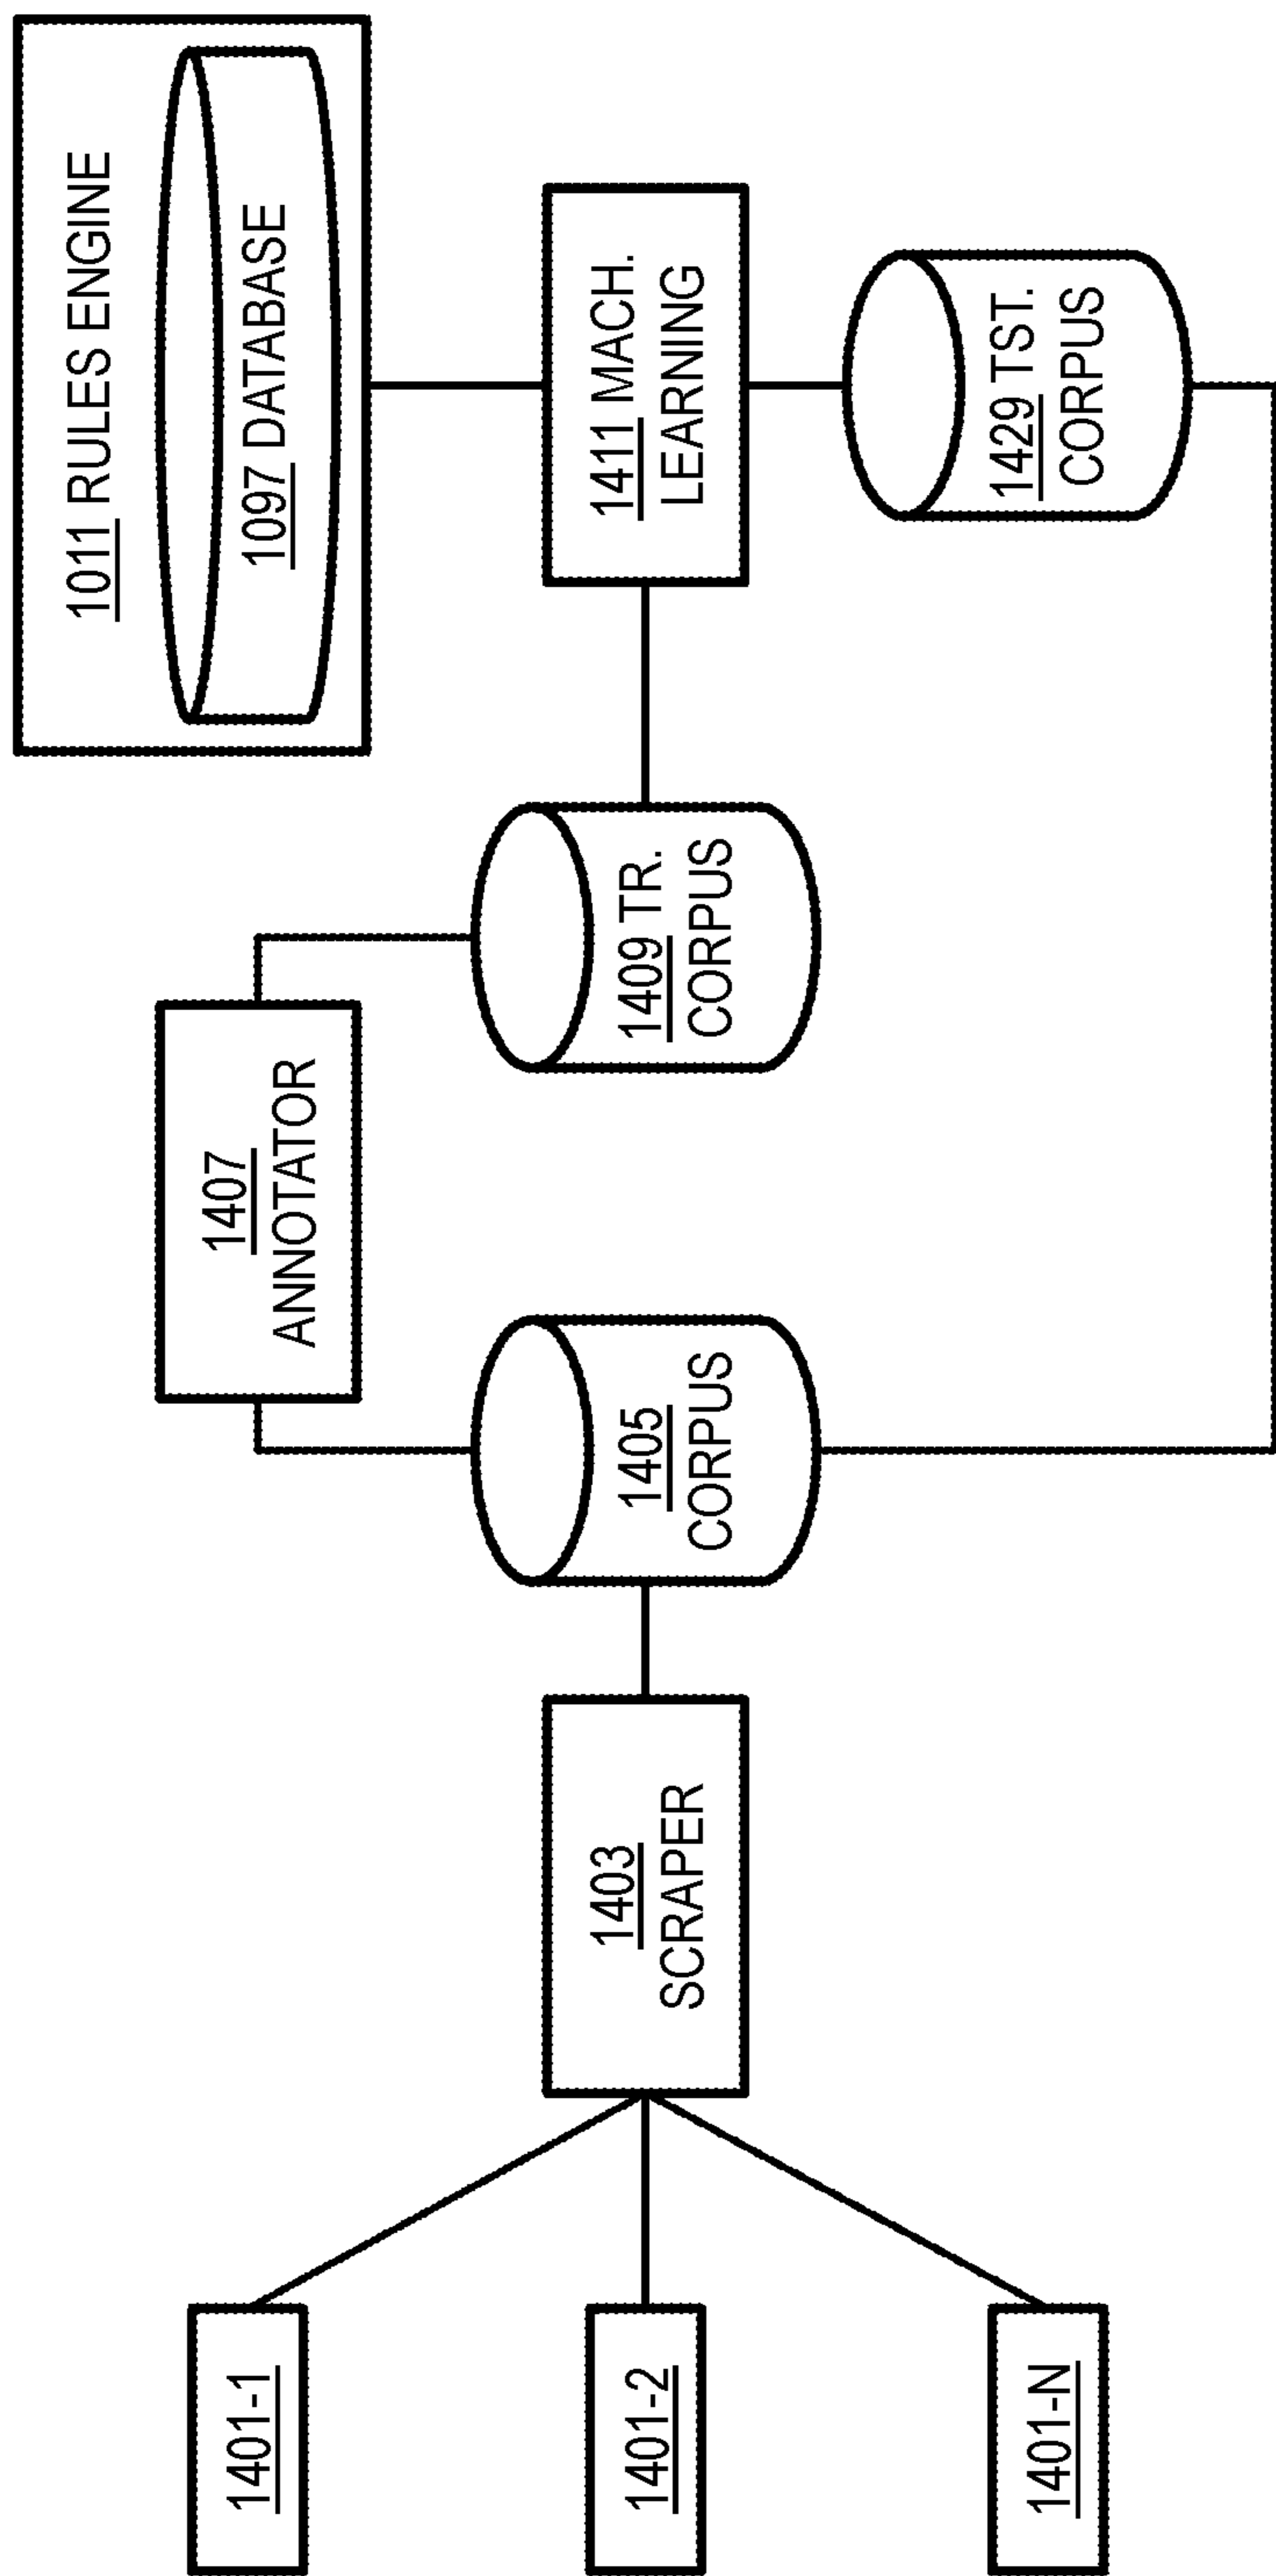 1401-1
1401-2
1401-N
1403
SCRAPER
1405
CORPUS
1407
ANNOTATOR
1409 TR.
CORPUS
1011 RULES ENGINE
1097 DATABASE
1411 MACH.
LEARNING
1429 TST.
CORPUS